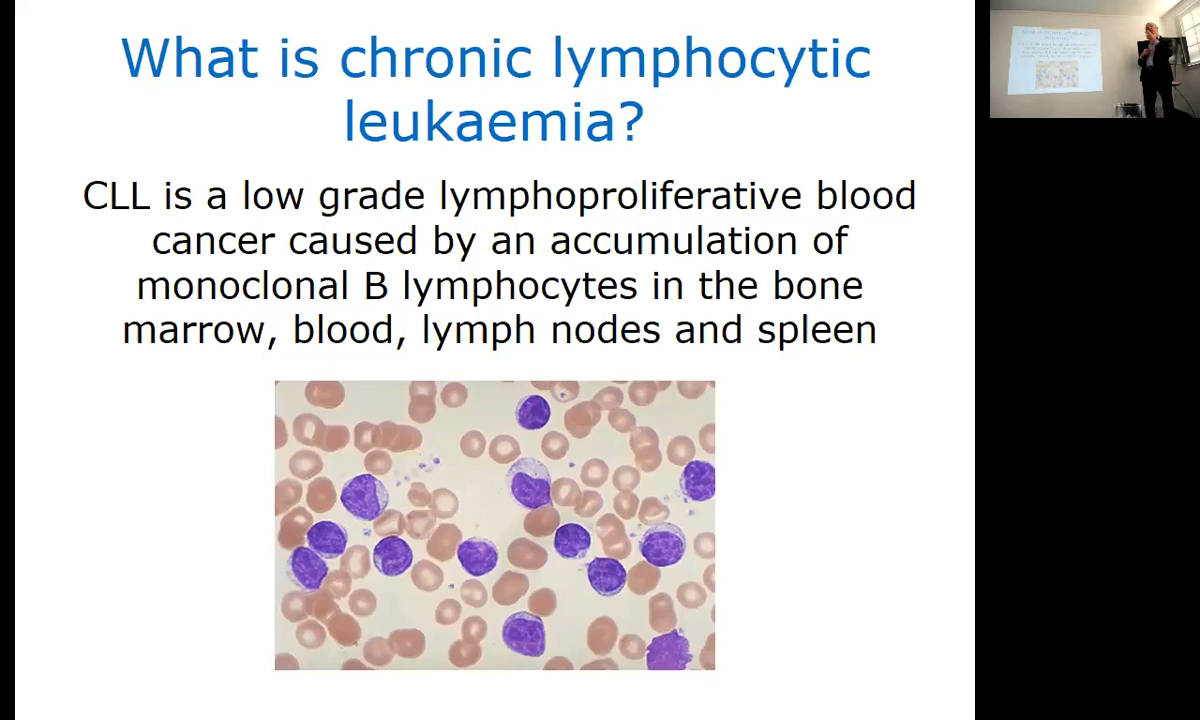 What is chronic lymphocytic
leukaemia?
CLL is a low grade lymphoproliferative blood
cancer caused by an accumulation of
monoclonal B lymphocytes in the bone
marrow, blood, lymph nodes and spleen